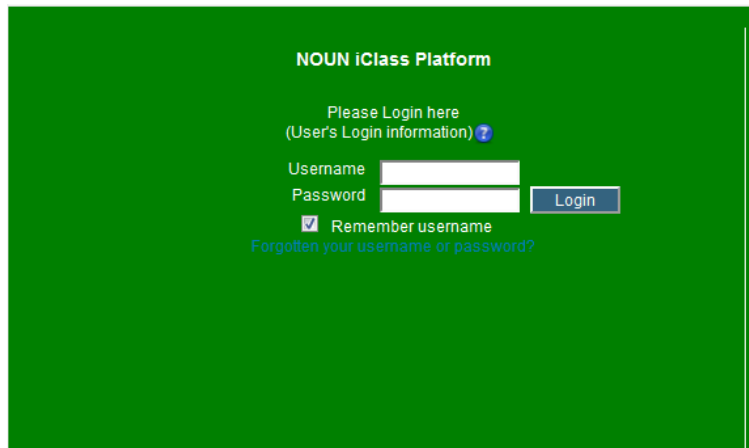 NOUN iClass Platform
Please Login here
(User's Login information) ?
Username
Password Login
Remember username
Forgotten your username or password?